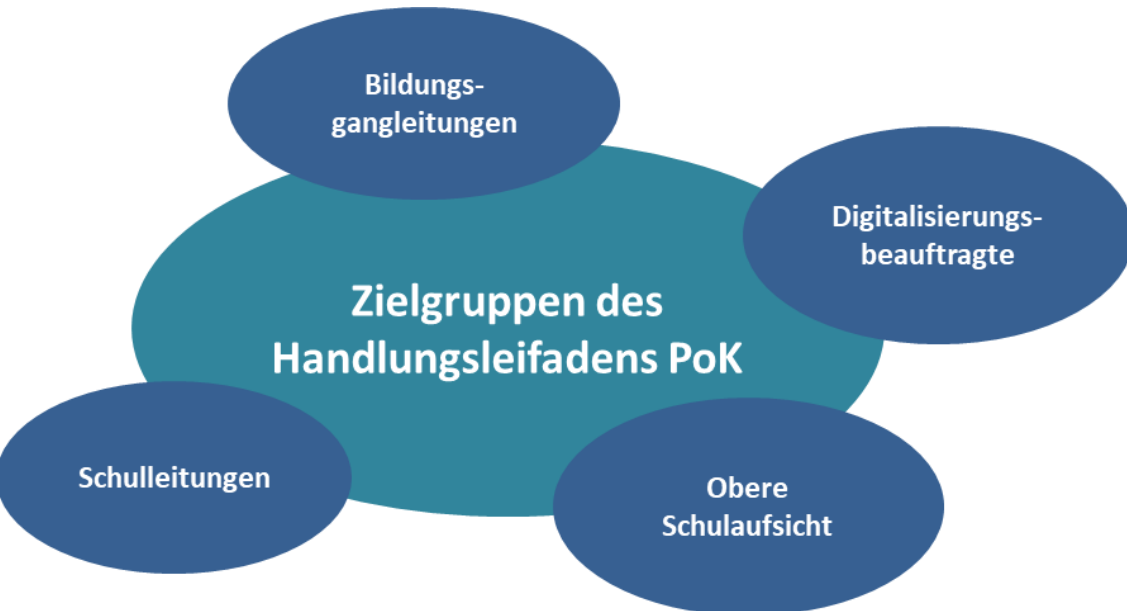 Bildungs-
gangleitungen
Digitalisierungs-
beauftragte
Zielgruppen des
Handlungsleifadens PoK
Schulleitungen
Obere
Schulaufsicht